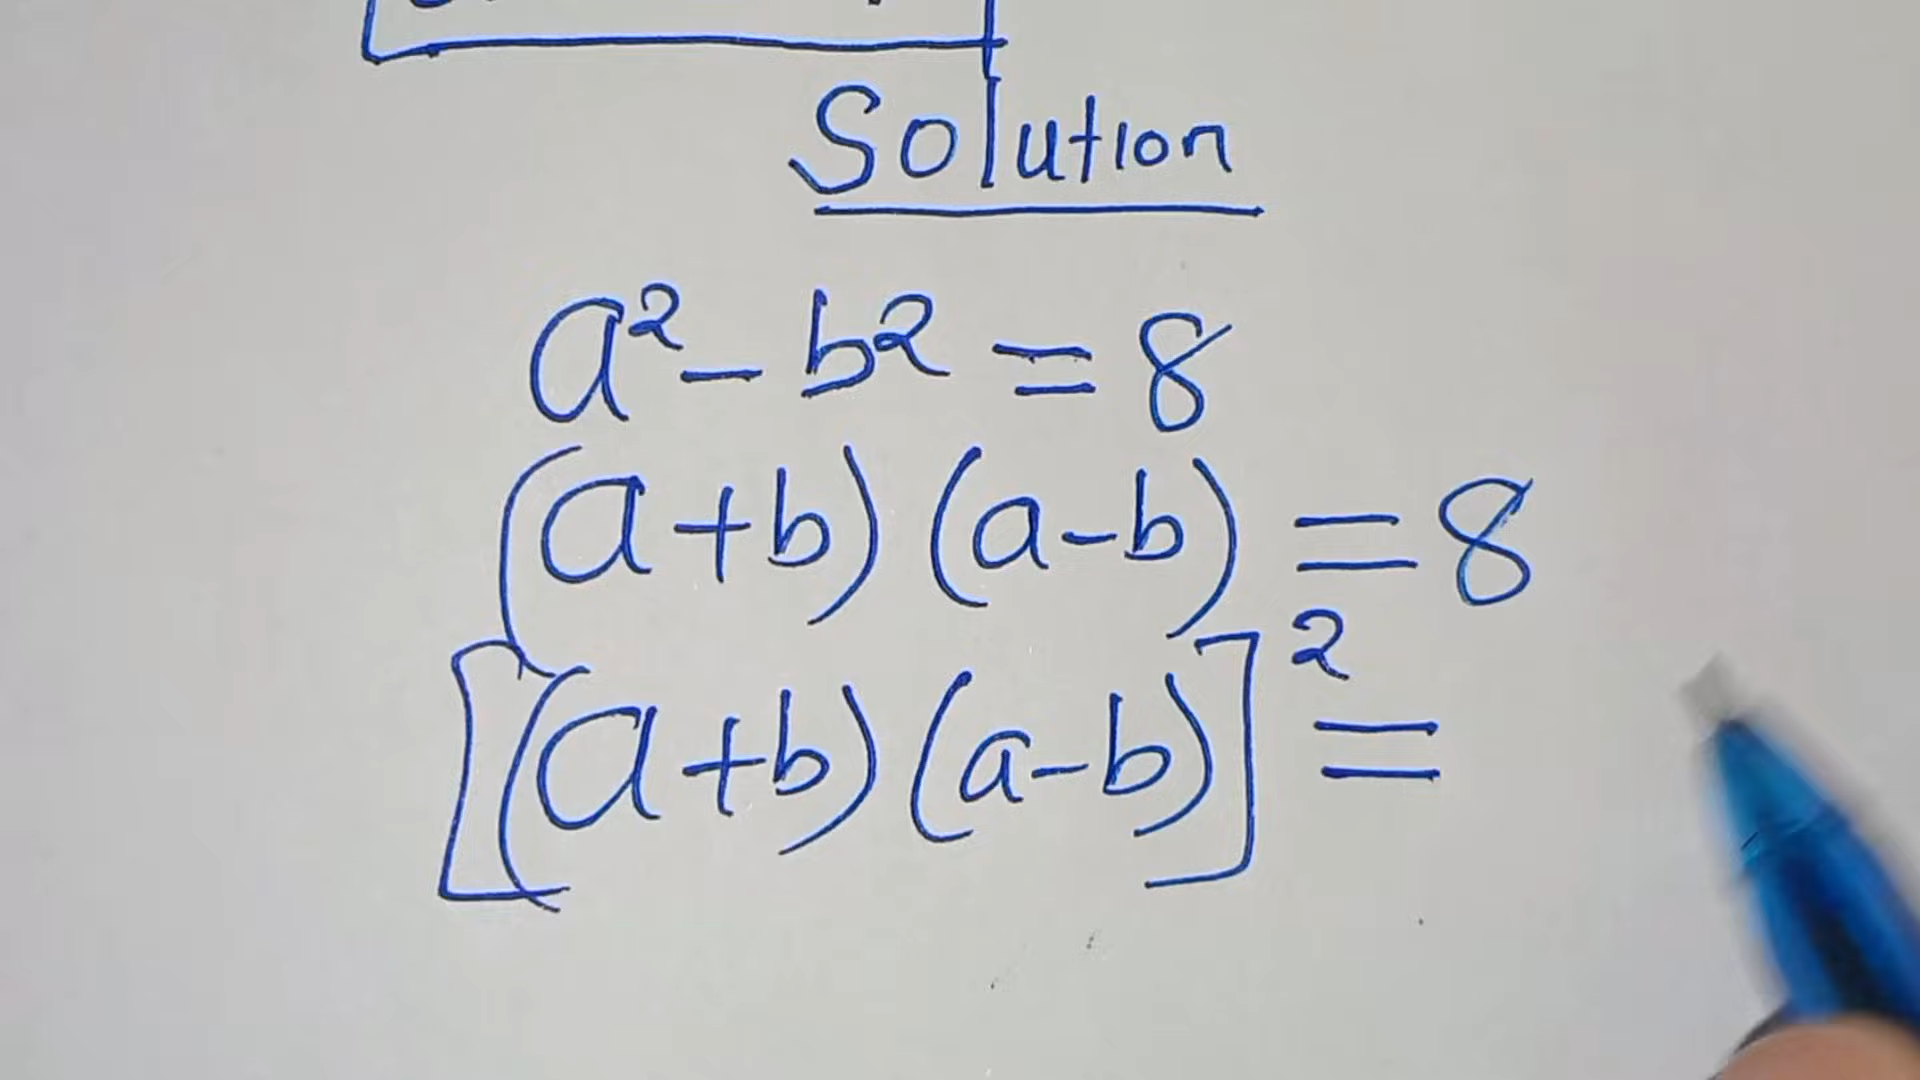 Solution
a² - b² = 8
(a+b)(a-b) = 8
[(a+b)(a-b)]² =